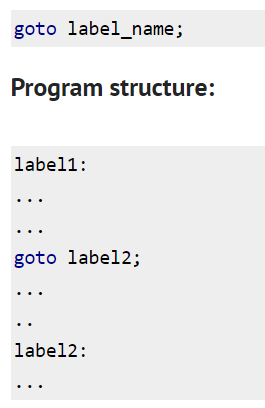 goto label_name;
Program structure:
label1:
...
...
goto label2;
...
..
label2:
...